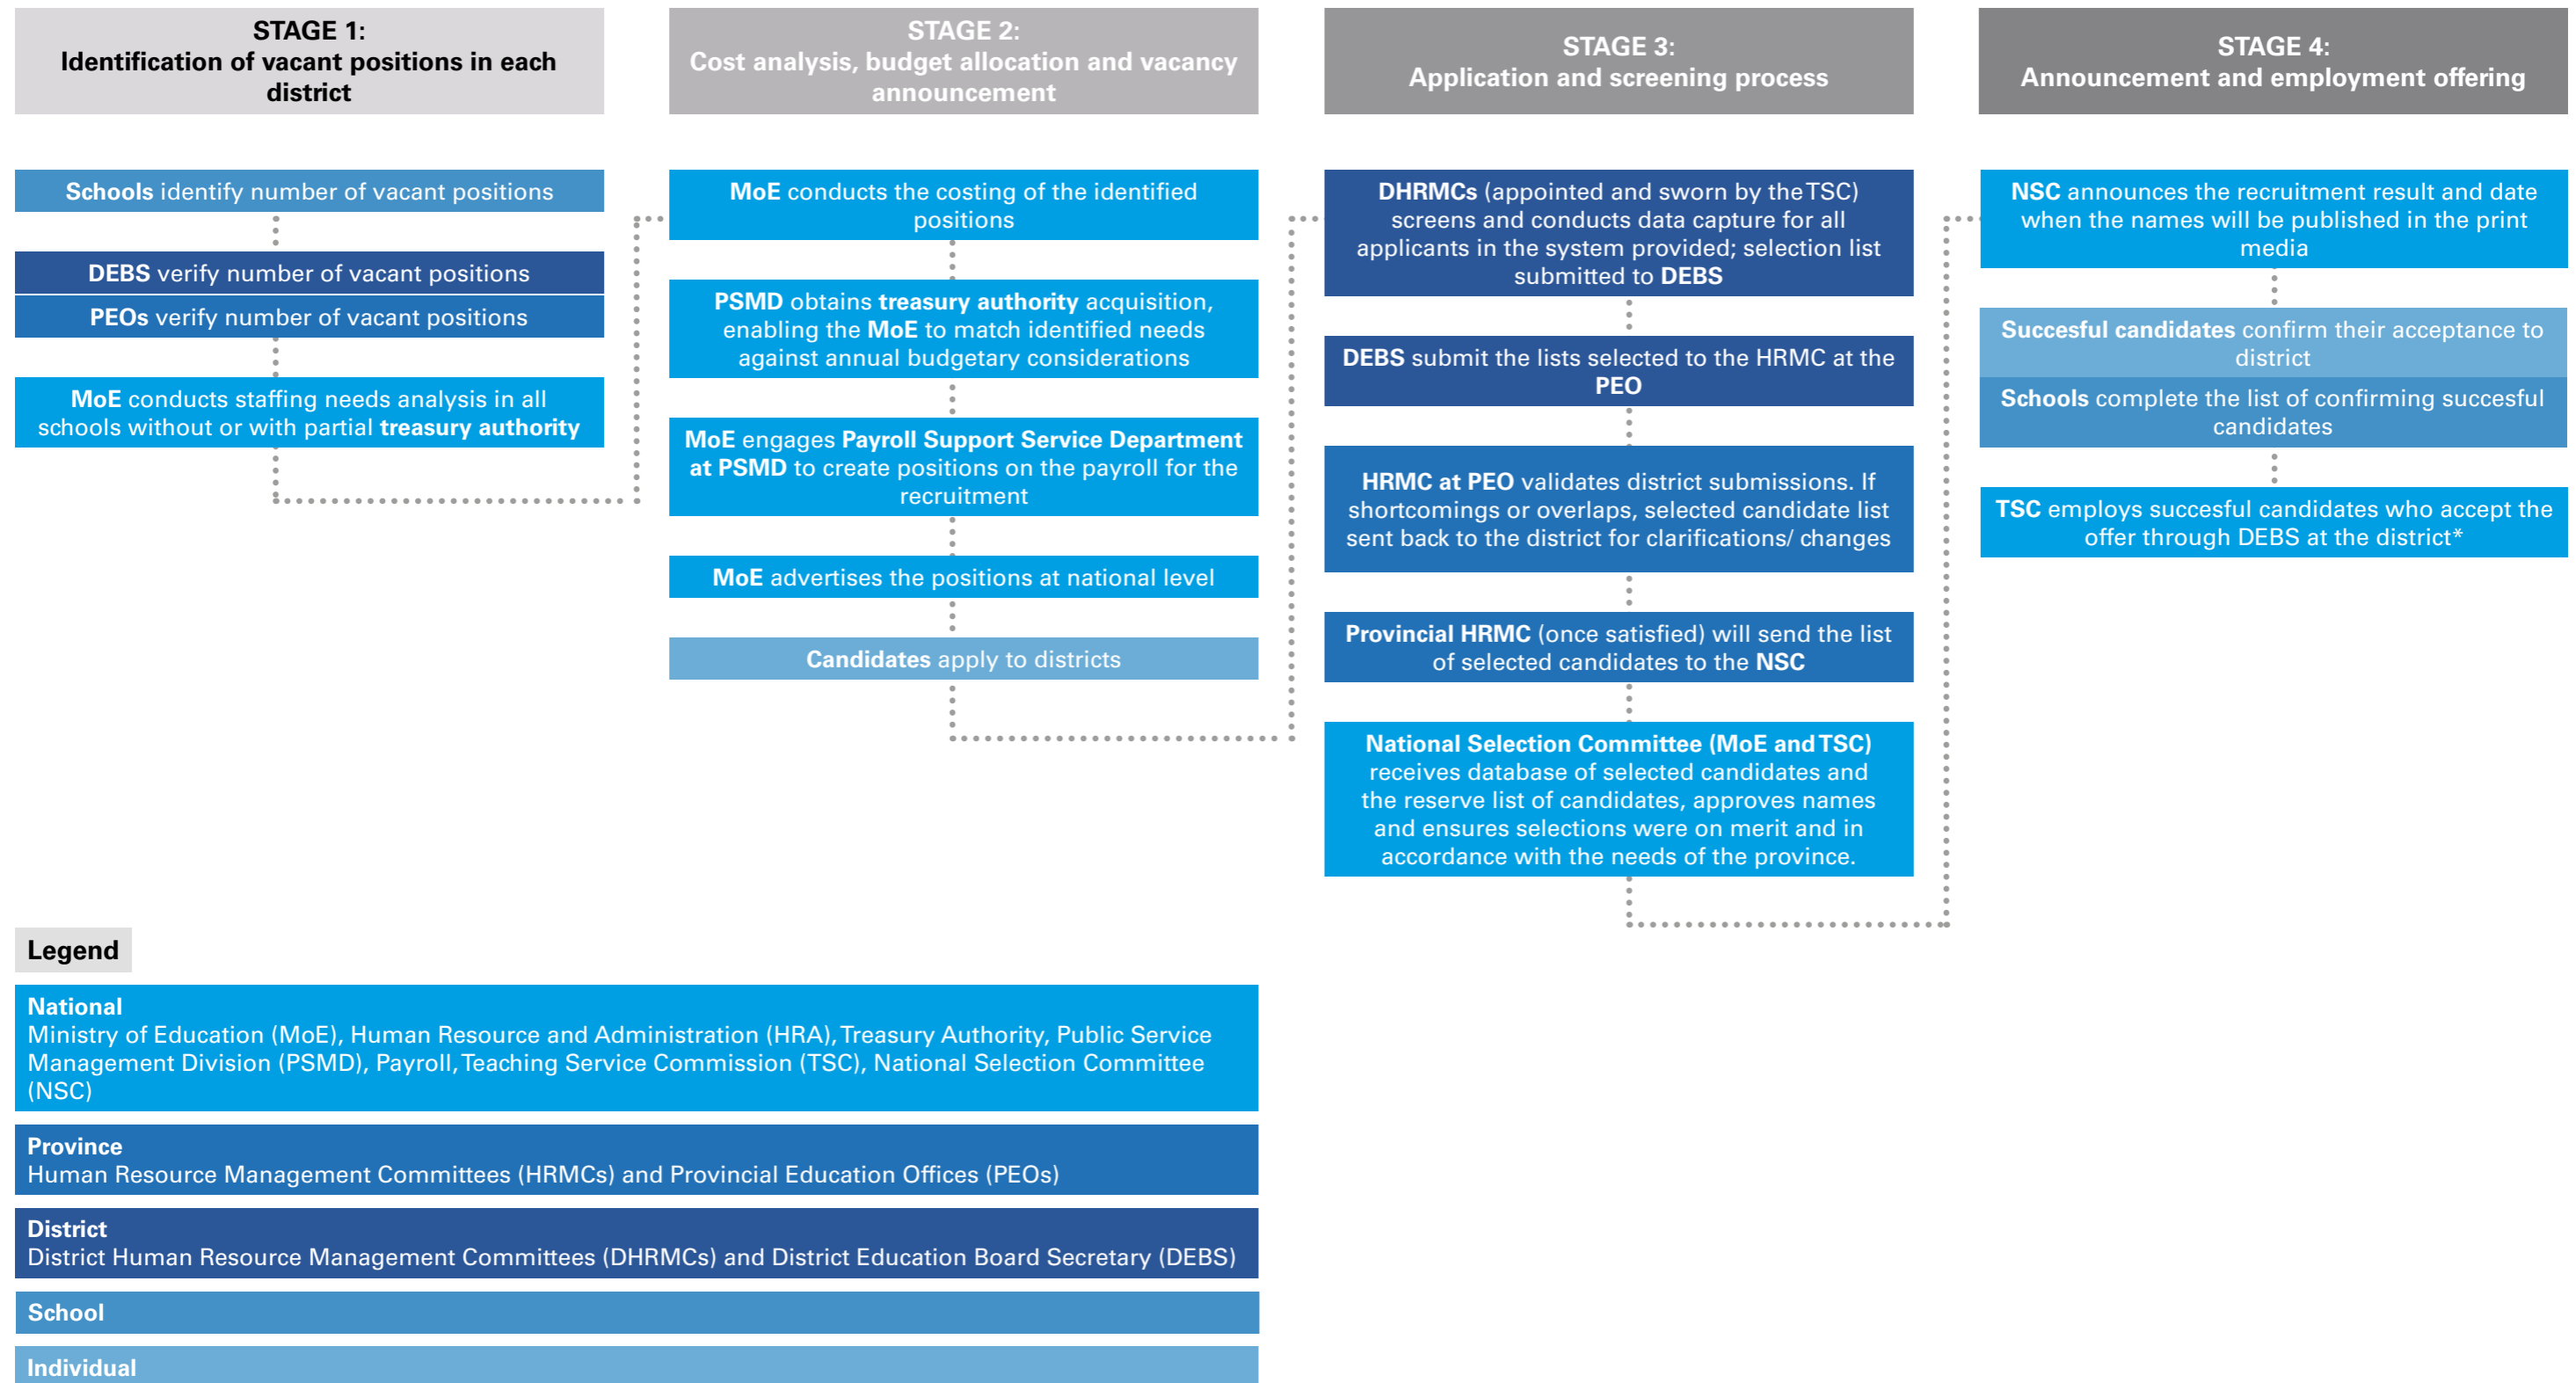 STAGE 1:
Identification of vacant positions in each
district
Schools identify number of vacant positions
DEBS verify number of vacant positions
PEOs verify number of vacant positions
MoE conducts staffing needs analysis in all
schools without or with partial treasury authority
STAGE 2:
Cost analysis, budget allocation and vacancy
announcement
MoE conducts the costing of the identified
positions
PSMD obtains treasury authority acquisition,
enabling the MoE to match identified needs
against annual budgetary considerations
MoE engages Payroll Support Service Department
at PSMD to create positions on the payroll for the
recruitment
MoE advertises the positions at national level
Candidates apply to districts
STAGE 3:
Application and screening process
DHRMCs (appointed and sworn by the TSC)
screens and conducts data capture for all
applicants in the system provided; selection list
submitted to DEBS
DEBS submit the lists selected to the HRMC at the
PEO
HRMC at PEO validates district submissions. If
shortcomings or overlaps, selected candidate list
sent back to the district for clarifications/ changes
Provincial HRMC (once satisfied) will send the list
of selected candidates to the NSC
National Selection Committee (MoE and TSC)
receives database of selected candidates and
the reserve list of candidates, approves names
and ensures selections were on merit and in
accordance with the needs of the province.
STAGE 4:
Announcement and employment offering
NSC announces the recruitment result and date
when the names will be published in the print
media
Succesful candidates confirm their acceptance to
district
Schools complete the list of confirming succesful
candidates
TSC employs succesful candidates who accept the
offer through DEBS at the district*
Legend
National
Ministry of Education (MoE), Human Resource and Administration (HRA), Treasury Authority, Public Service
Management Division (PSMD), Payroll, Teaching Service Commission (TSC), National Selection Committee
(NSC)
Province
Human Resource Management Committees (HRMCs) and Provincial Education Offices (PEOs)
District
District Human Resource Management Committees (DHRMCs) and District Education Board Secretary (DEBS)
School
Individual